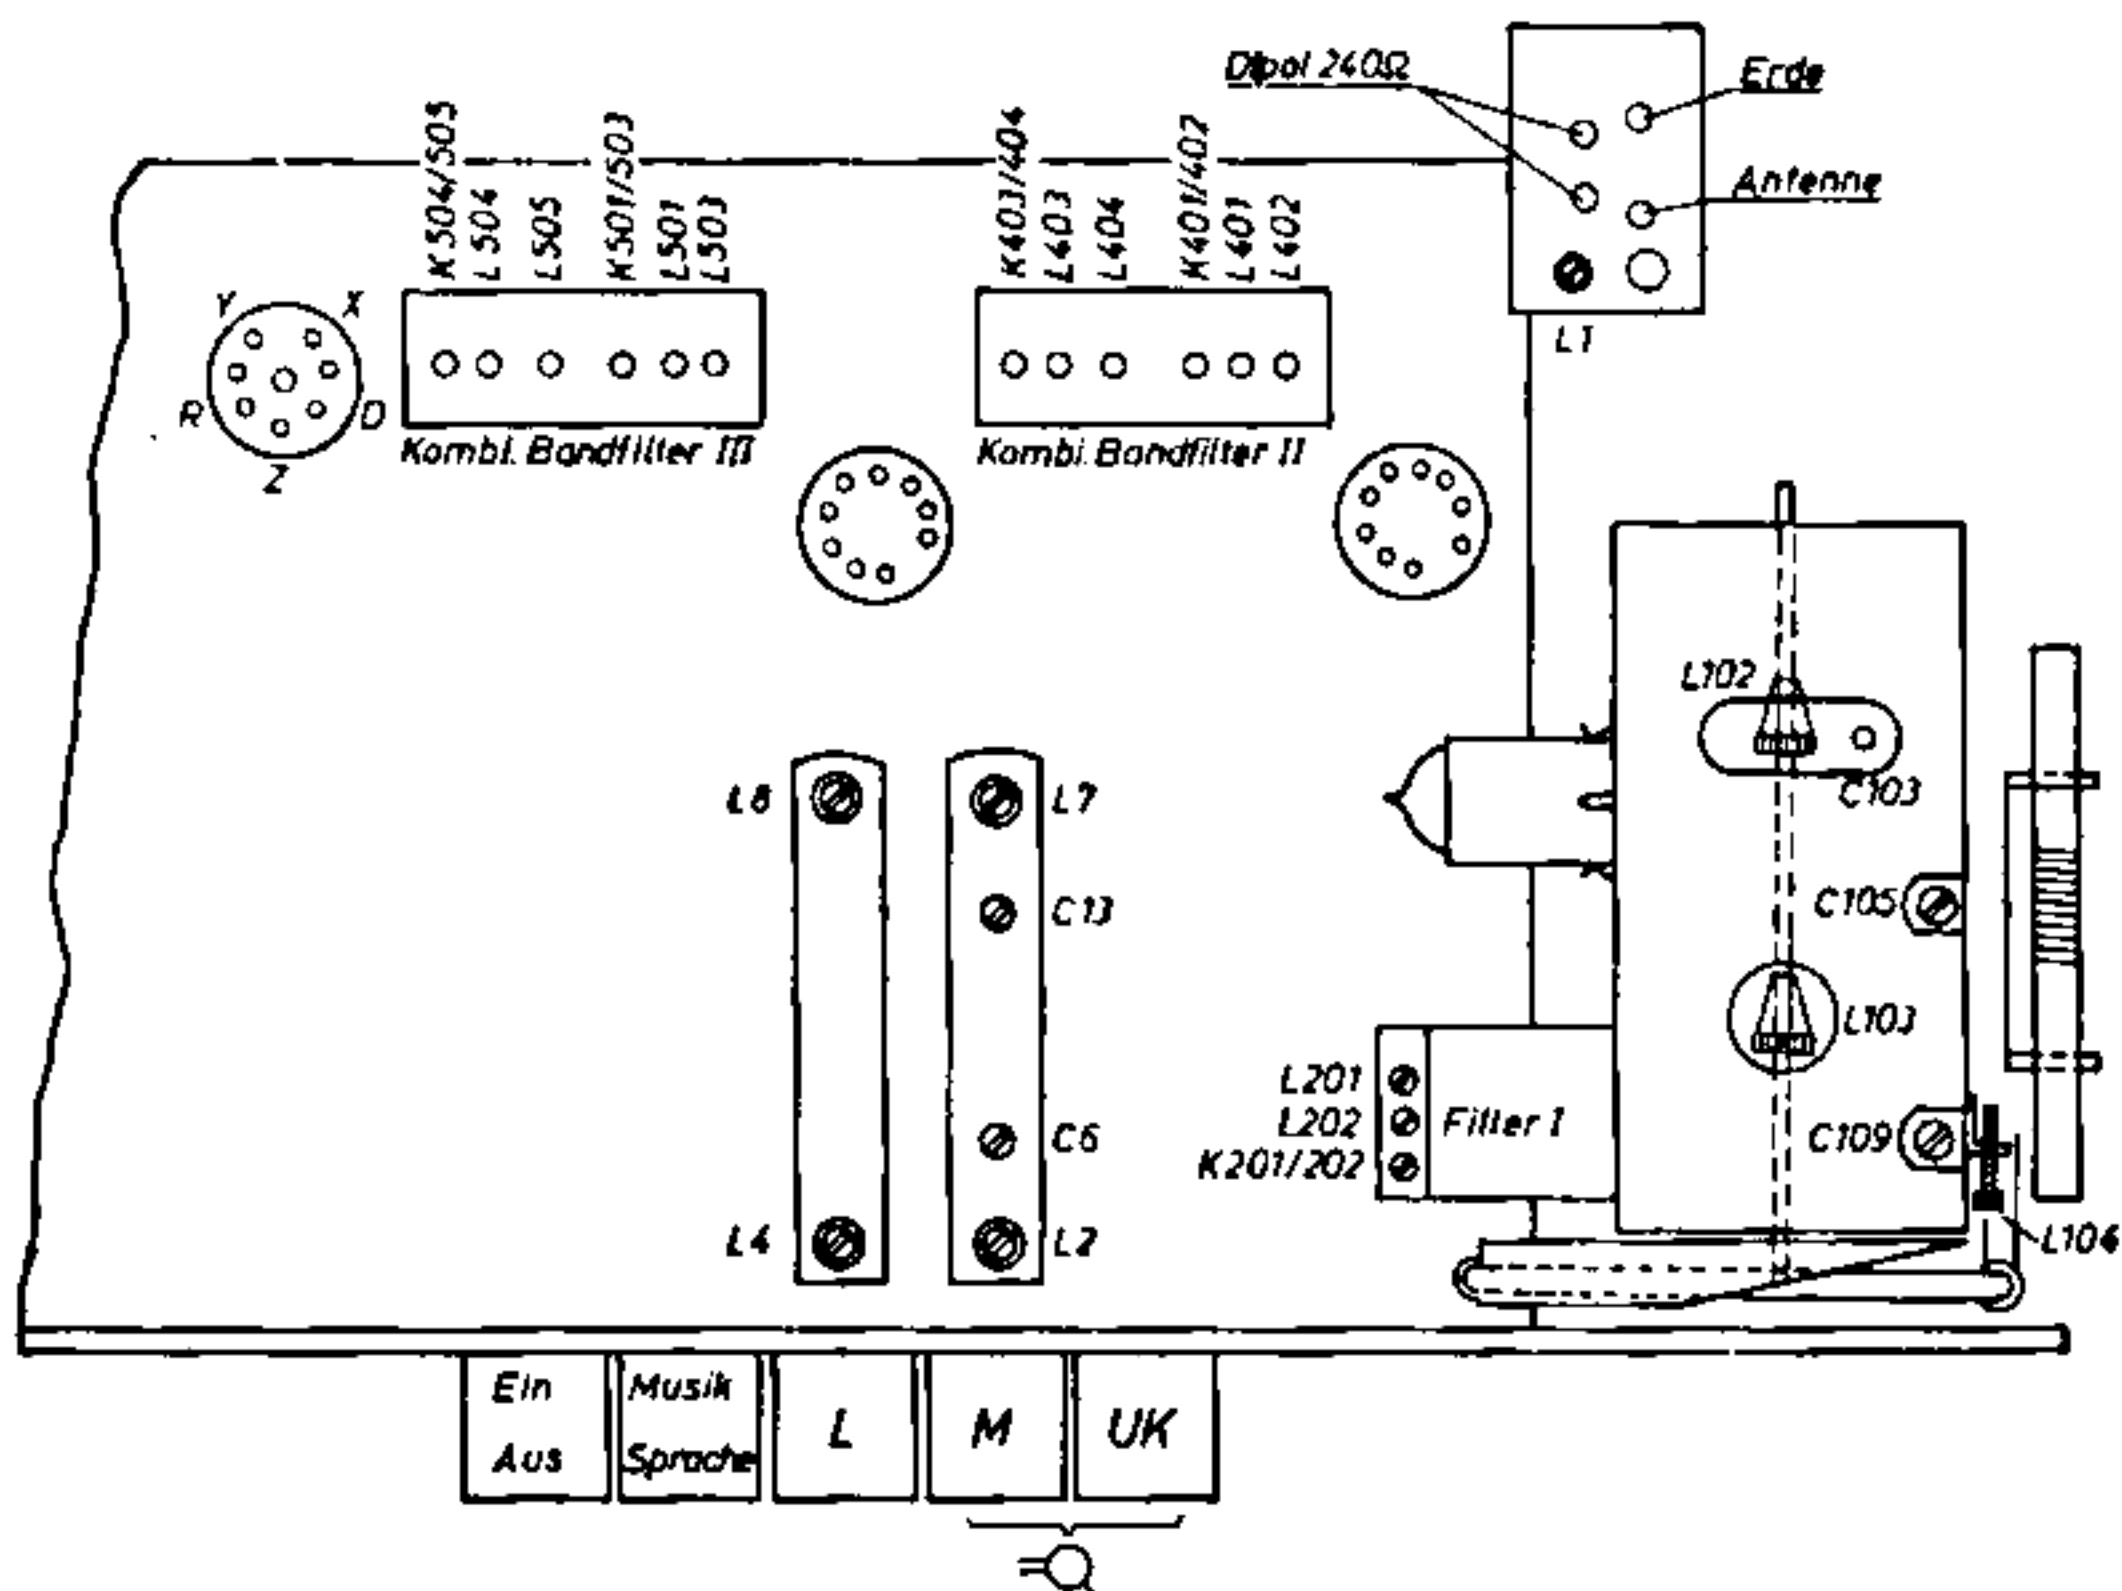 Dipol 240Ω
Erde
Antenne
L1
K504/505
L504
L505
K501/503
L501
L503
K403/404
L403
L404
K401/402
L401
L402
Y
X
R
D
Z
Kombi. Bandfilter III
Kombi. Bandfilter II
L102
C103
L8
L7
C105
C13
L103
L201
L202
Filter I
K201/202
C6
C109
L4
L2
L104
Ein
Aus
Musik
Sprache
L
M
UK